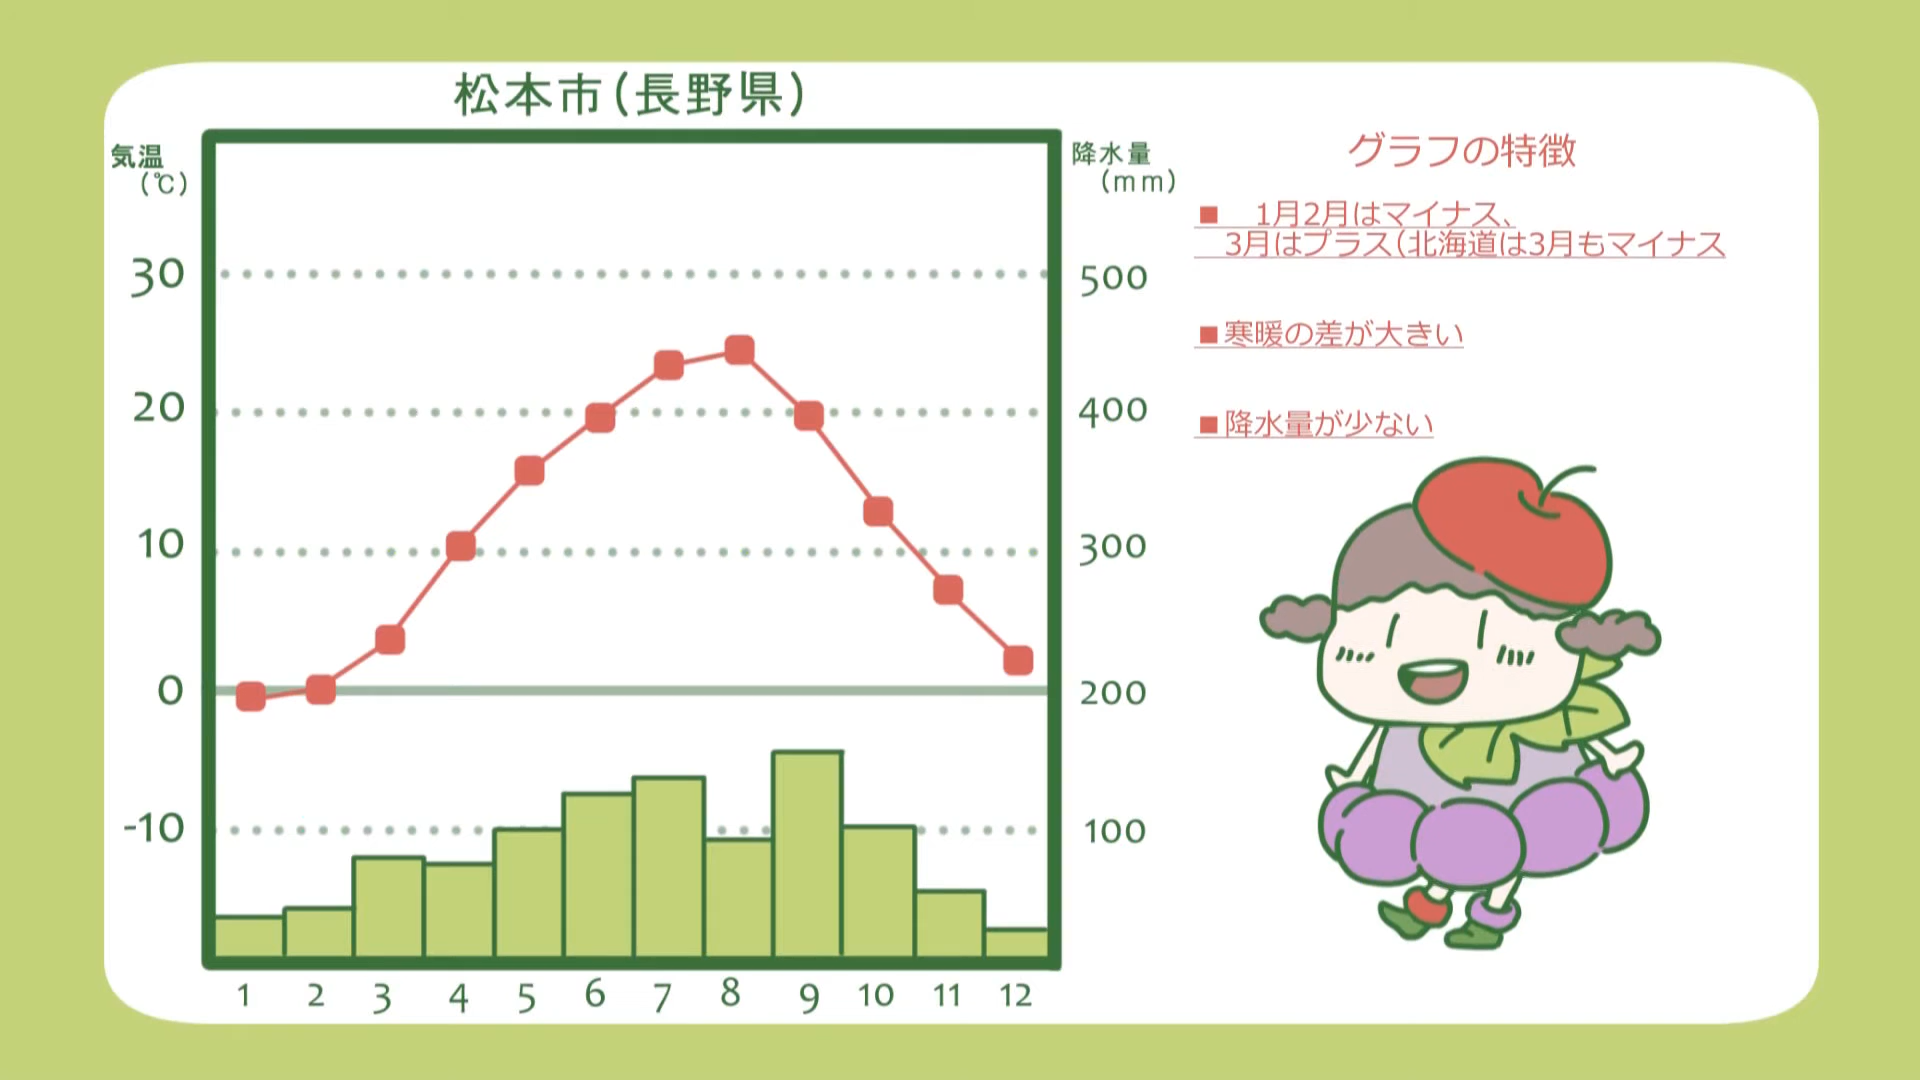 松本市(長野県)
気温
(℃)
降水量
(mm)
30
20
10
0
-10
500
400
300
200
100
1 2 3 4 5 6 7 8 9 10 11 12
グラフの特徴
■ 1月2月はマイナス、
3月はプラス(北海道は3月もマイナス
■寒暖の差が大きい
■降水量が少ない